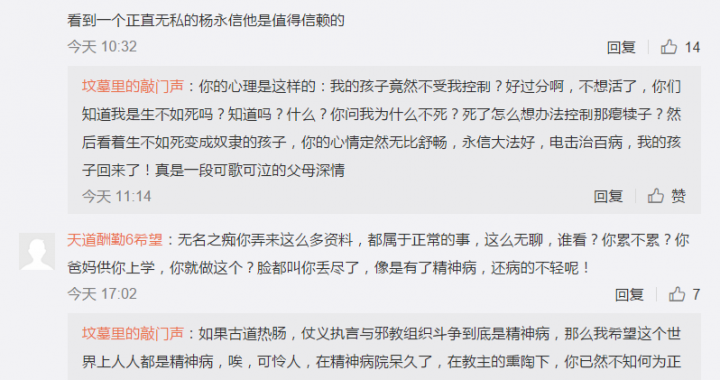 看到一个正直无私的杨永信他是值得信赖的
今天 10:32 回复 14
坟墓里的敲门声：你的心理是这样的：我的孩子竟然不受我控制？好过分啊，不想活了，你们
知道我是生不如死吗？知道吗？什么？你问我为什么不死？死了怎么想办法控制那瘪犊子？然
后看着生不如死变成奴隶的孩子，你的心情定然无比舒畅，永信大法好，电击治百病，我的孩
子回来了！真是一段可歌可泣的父母深情
今天 11:14 回复 赞
天道酬勤6希望：无名之痴你弄来这么多资料，都属于正常的事，这么无聊，谁看？你累不累？你
爸妈供你上学，你就做这个？脸都叫你丢尽了，像是有了精神病，还病的不轻呢！
今天 17:02 回复 7
坟墓里的敲门声：如果古道热肠，仗义执言与邪教组织斗争到底是精神病，那么我希望这个世
界上人人都是精神病，唉，可怜人，在精神病院呆久了，在教主的熏陶下，你已然不知何为正